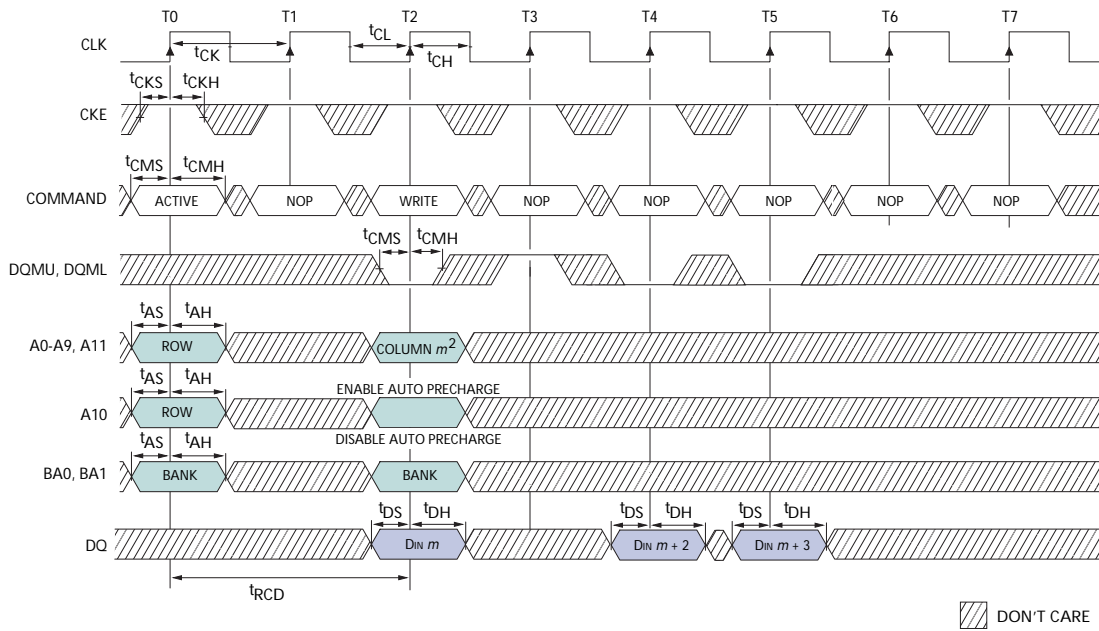 T0 T1 T2 T3 T4 T5 T6 T7
CLK tCK tCL tCH
tCKS tCKH
CKE
tCMS tCMH
COMMAND ACTIVE NOP WRITE NOP NOP NOP NOP NOP
tCMS tCMH
DQMU, DQML
tAS tAH
A0-A9, A11 ROW COLUMN m2
tAS tAH ENABLE AUTO PRECHARGE
A10 ROW
tAS tAH DISABLE AUTO PRECHARGE
BA0, BA1 BANK BANK
tDS tDH tDS tDH tDS tDH
DQ DIN m DIN m + 2 DIN m + 3
tRCD
DON'T CARE